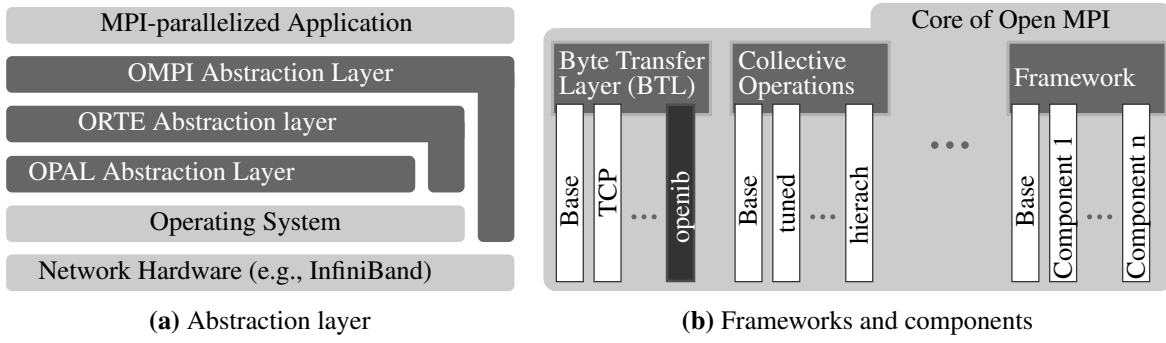 MPI-parallelized Application
OMPI Abstraction Layer
ORTE Abstraction layer
OPAL Abstraction Layer
Operating System
Network Hardware (e.g., InfiniBand)
(a) Abstraction layer
Core of Open MPI
Byte Transfer
Layer (BTL)
Base
TCP
...
openib
Collective
Operations
Base
tuned
...
hierach
...
Framework
Base
Component 1
...
Component n
(b) Frameworks and components